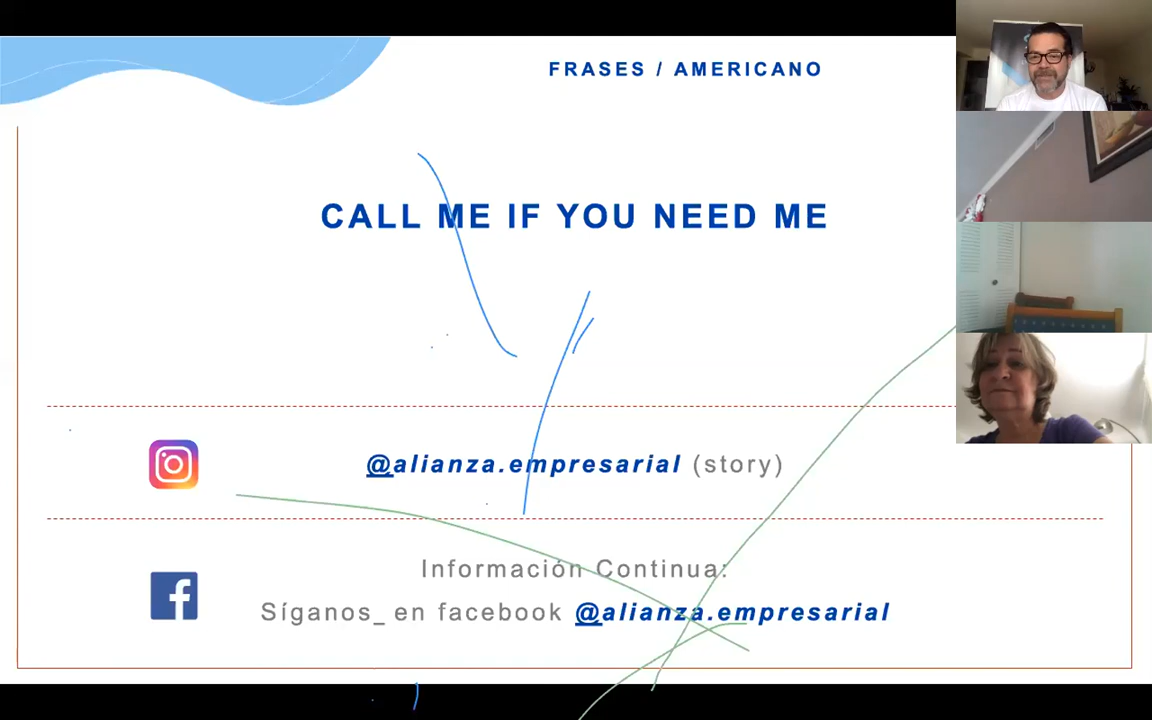 FRASES / AMERICANO
CALL ME IF YOU NEED ME
@alianza.empresarial (story)
Información Continua:
Síganos_ en facebook @alianza.empresarial